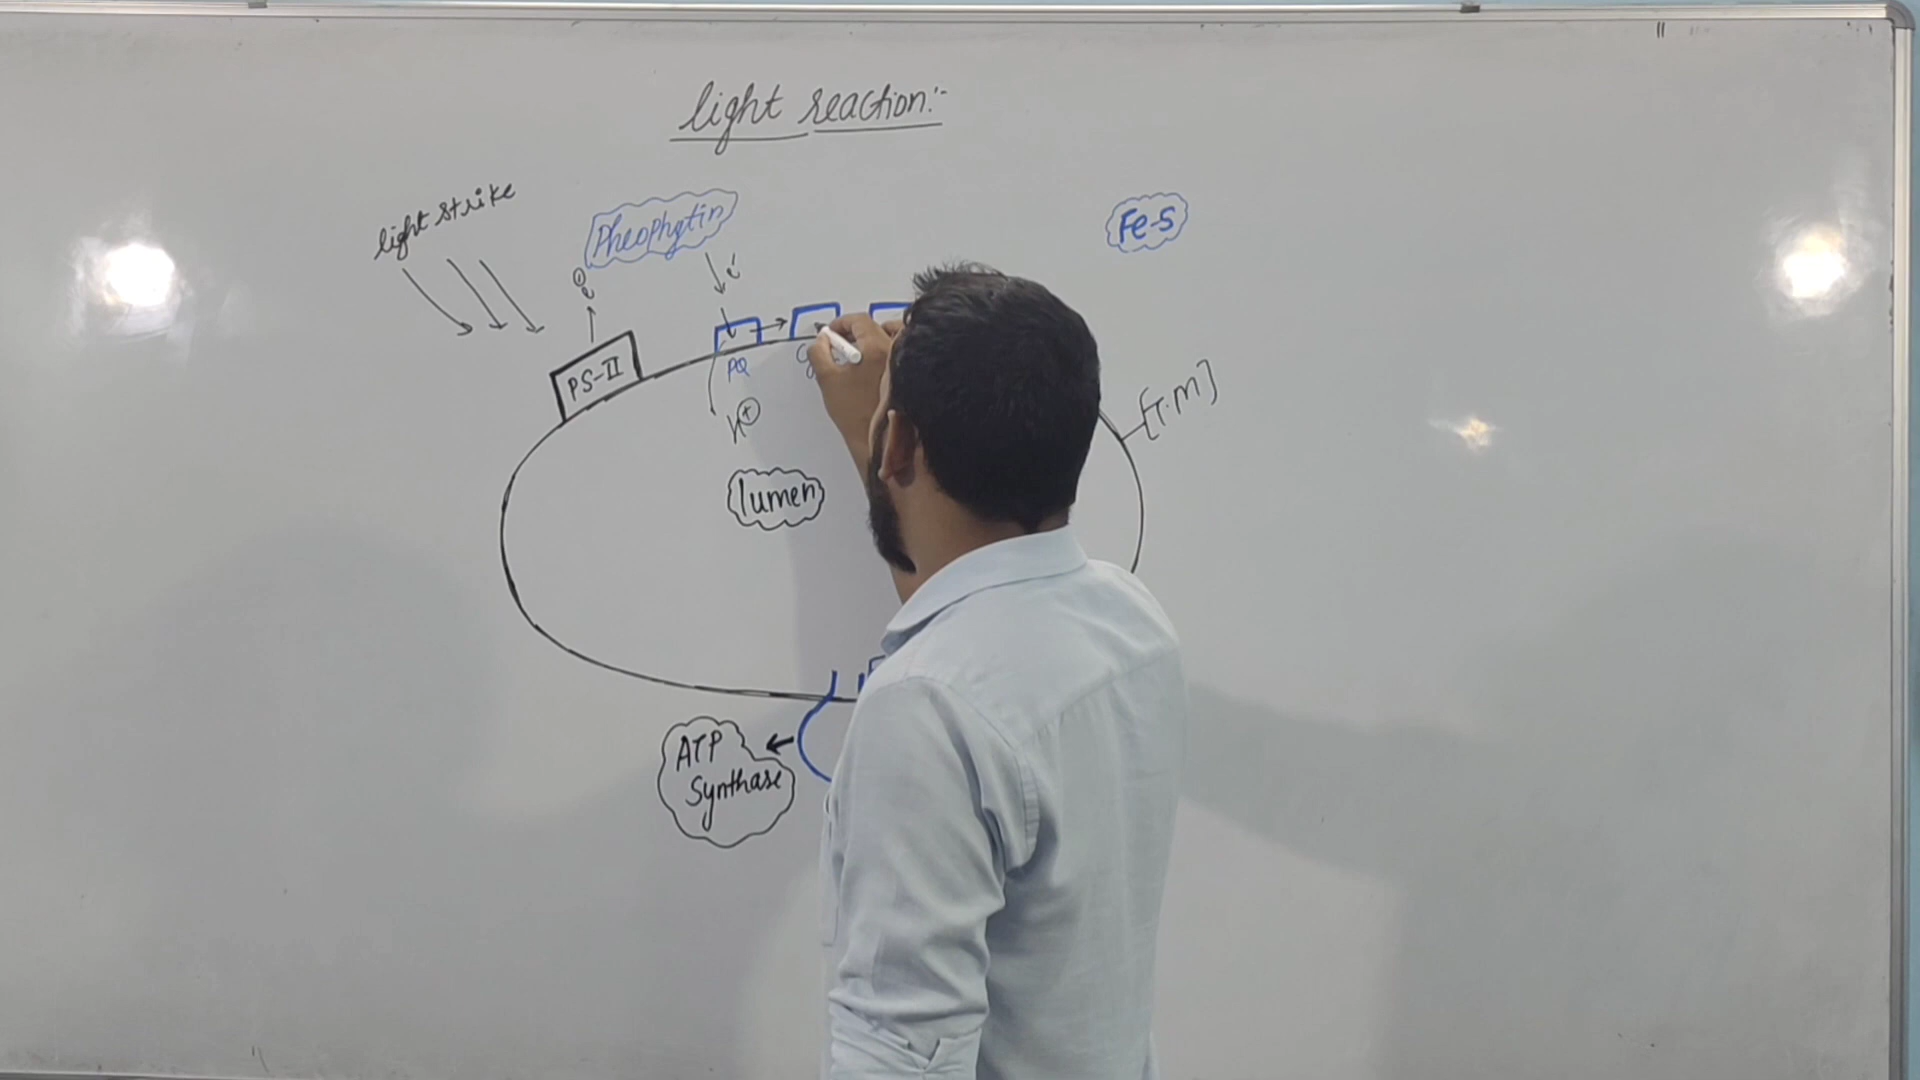 light reaction:-
light strike
Pheophytin
Fe-S
e⊖
e-
PS-II
PQ
[T.M]
H⊕
lumen
ATP
Synthase